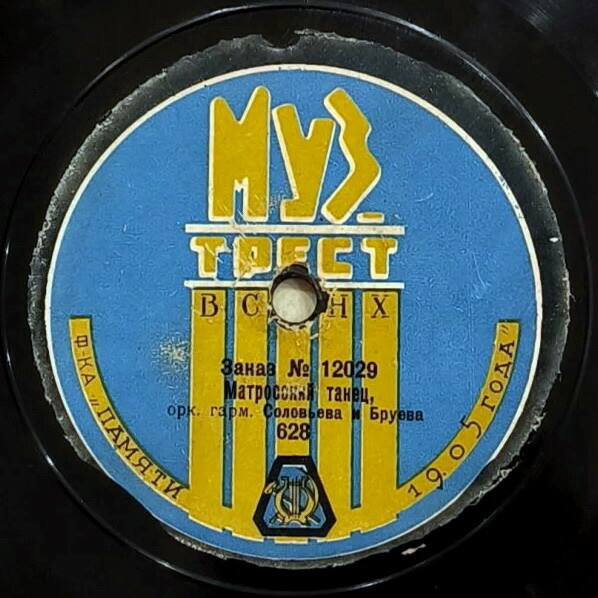 МУЗ
ТРЕСТ
ВСНХ
Заказ № 12029
Матросский танец,
орк. гарм. Соловьева и Бруева
628
Ф-КА „ПАМЯТИ
1905 ГОДА"